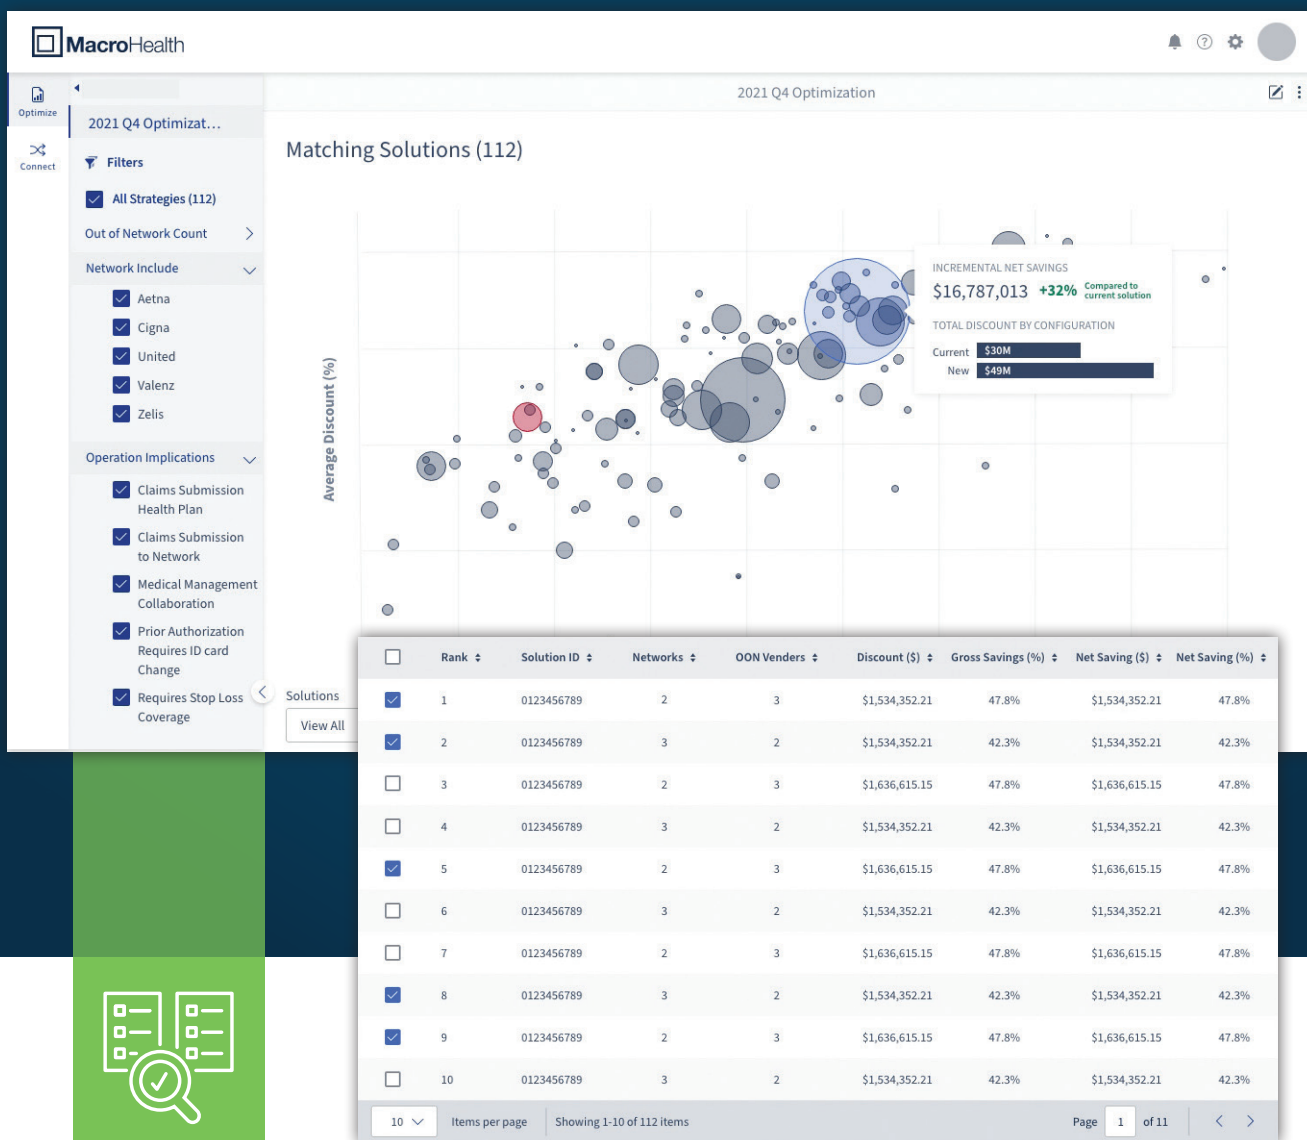 MacroHealth
?
Optimize
Connect
2021 Q4 Optimizat...
Filters
All Strategies (112)
Out of Network Count
Network Include
Aetna
Cigna
United
Valenz
Zelis
Operation Implications
Claims Submission
Health Plan
Claims Submission
to Network
Medical Management
Collaboration
Prior Authorization
Requires ID card
Change
Requires Stop Loss
Coverage
2021 Q4 Optimization
Matching Solutions (112)
Average Discount (%)
INCREMENTAL NET SAVINGS
$16,787,013 +32% Compared to
current solution
TOTAL DISCOUNT BY CONFIGURATION
Current $30M
New $49M
Solutions
View All
Rank Solution ID Networks OON Venders Discount ($) Gross Savings (%) Net Saving ($) Net Saving (%)
1 0123456789 2 3 $1,534,352.21 47.8% $1,534,352.21 47.8%
2 0123456789 3 2 $1,534,352.21 42.3% $1,534,352.21 42.3%
3 0123456789 2 3 $1,636,615.15 47.8% $1,636,615.15 47.8%
4 0123456789 3 2 $1,534,352.21 42.3% $1,534,352.21 42.3%
5 0123456789 2 3 $1,636,615.15 47.8% $1,636,615.15 47.8%
6 0123456789 3 2 $1,534,352.21 42.3% $1,534,352.21 42.3%
7 0123456789 2 3 $1,636,615.15 47.8% $1,636,615.15 47.8%
8 0123456789 3 2 $1,534,352.21 42.3% $1,534,352.21 42.3%
9 0123456789 2 3 $1,636,615.15 47.8% $1,636,615.15 47.8%
10 0123456789 3 2 $1,534,352.21 42.3% $1,534,352.21 42.3%
10 Items per page Showing 1-10 of 112 items Page 1 of 11